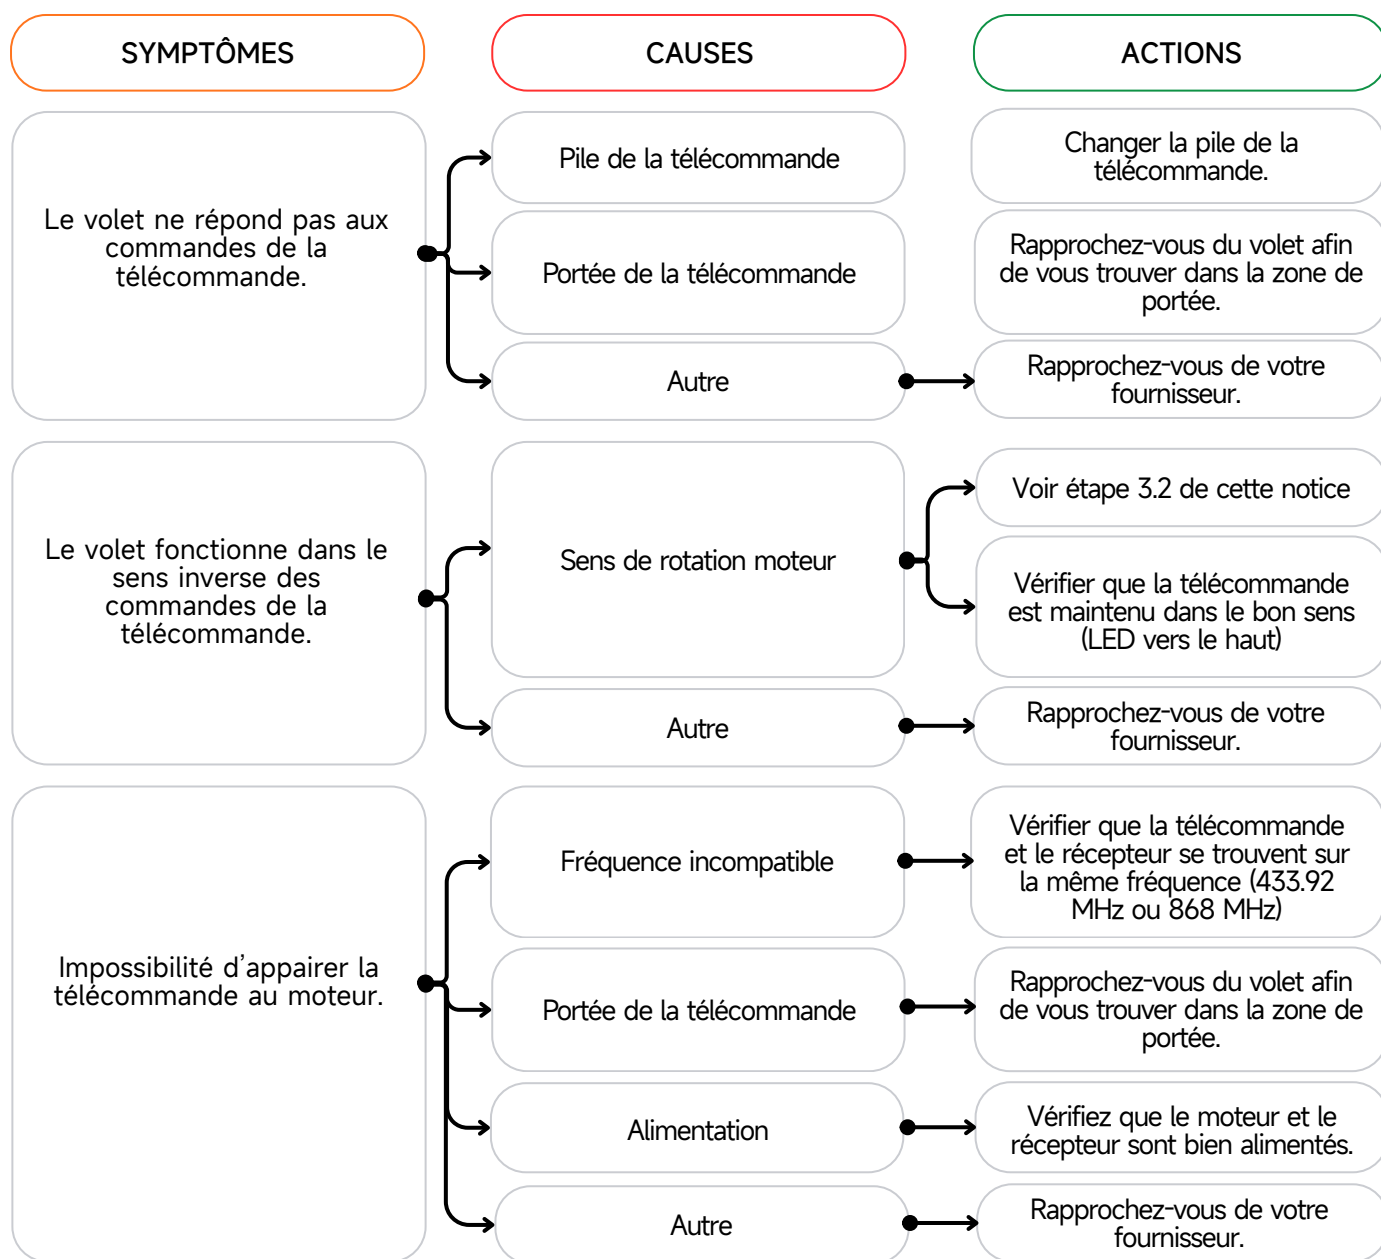 SYMPTÔMES
CAUSES
ACTIONS
Le volet ne répond pas aux
commandes de la
télécommande.
Pile de la télécommande
Changer la pile de la
télécommande.
Portée de la télécommande
Rapprochez-vous du volet afin
de vous trouver dans la zone de
portée.
Autre
Rapprochez-vous de votre
fournisseur.
Le volet fonctionne dans le
sens inverse des
commandes de la
télécommande.
Sens de rotation moteur
Voir étape 3.2 de cette notice
Vérifier que la télécommande
est maintenu dans le bon sens
(LED vers le haut)
Autre
Rapprochez-vous de votre
fournisseur.
Impossibilité d'appairer la
télécommande au moteur.
Fréquence incompatible
Vérifier que la télécommande
et le récepteur se trouvent sur
la même fréquence (433.92
MHz ou 868 MHz)
Portée de la télécommande
Rapprochez-vous du volet afin
de vous trouver dans la zone de
portée.
Alimentation
Vérifiez que le moteur et le
récepteur sont bien alimentés.
Autre
Rapprochez-vous de votre
fournisseur.